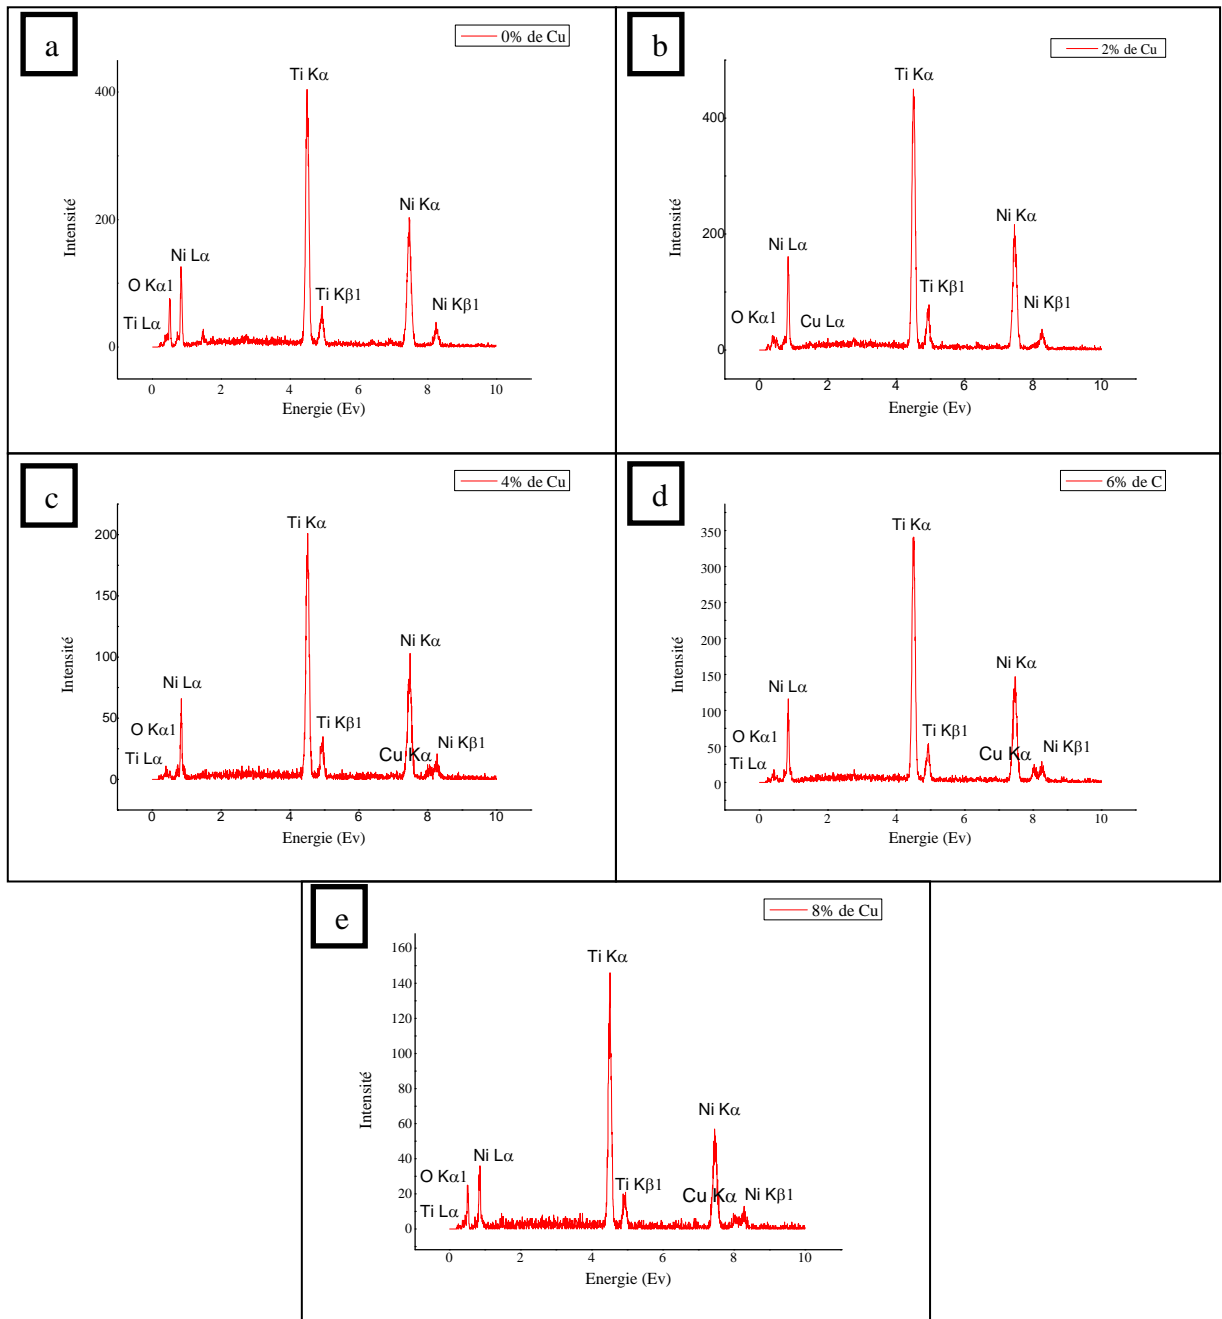 a
0% de Cu
Ti Kα
400
Intensité
200
Ni Kα
Ni Lα
O Kα1
Ti Kβ1
Ni Kβ1
Ti Lα
0
0 2 4 6 8 10
Energie (Ev)
b
2% de Cu
Ti Kα
400
Intensité
200
Ni Kα
Ni Lα
Ti Kβ1
Ni Kβ1
O Kα1
Cu Lα
0
0 2 4 6 8 10
Energie (Ev)
c
4% de Cu
Ti Kα
200
150
Intensité
100
Ni Kα
Ni Lα
50
O Kα1
Ti Kβ1
Ni Kβ1
Cu Kα
Ti Lα
0
0 2 4 6 8 10
Energie (Ev)
d
6% de C
Ti Kα
350
300
250
Intensité
200
150
Ni Kα
Ni Lα
100
50
O Kα1
Ti Kβ1
Ni Kβ1
Cu Kα
Ti Lα
0
0 2 4 6 8 10
Energie (Ev)
e
8% de Cu
160
Ti Kα
140
120
100
Intensité
80
60
Ni Kα
40
Ni Lα
O Kα1
Ti Kβ1
Cu Kα
Ni Kβ1
20
Ti Lα
0
0 2 4 6 8 10
Energie (Ev)